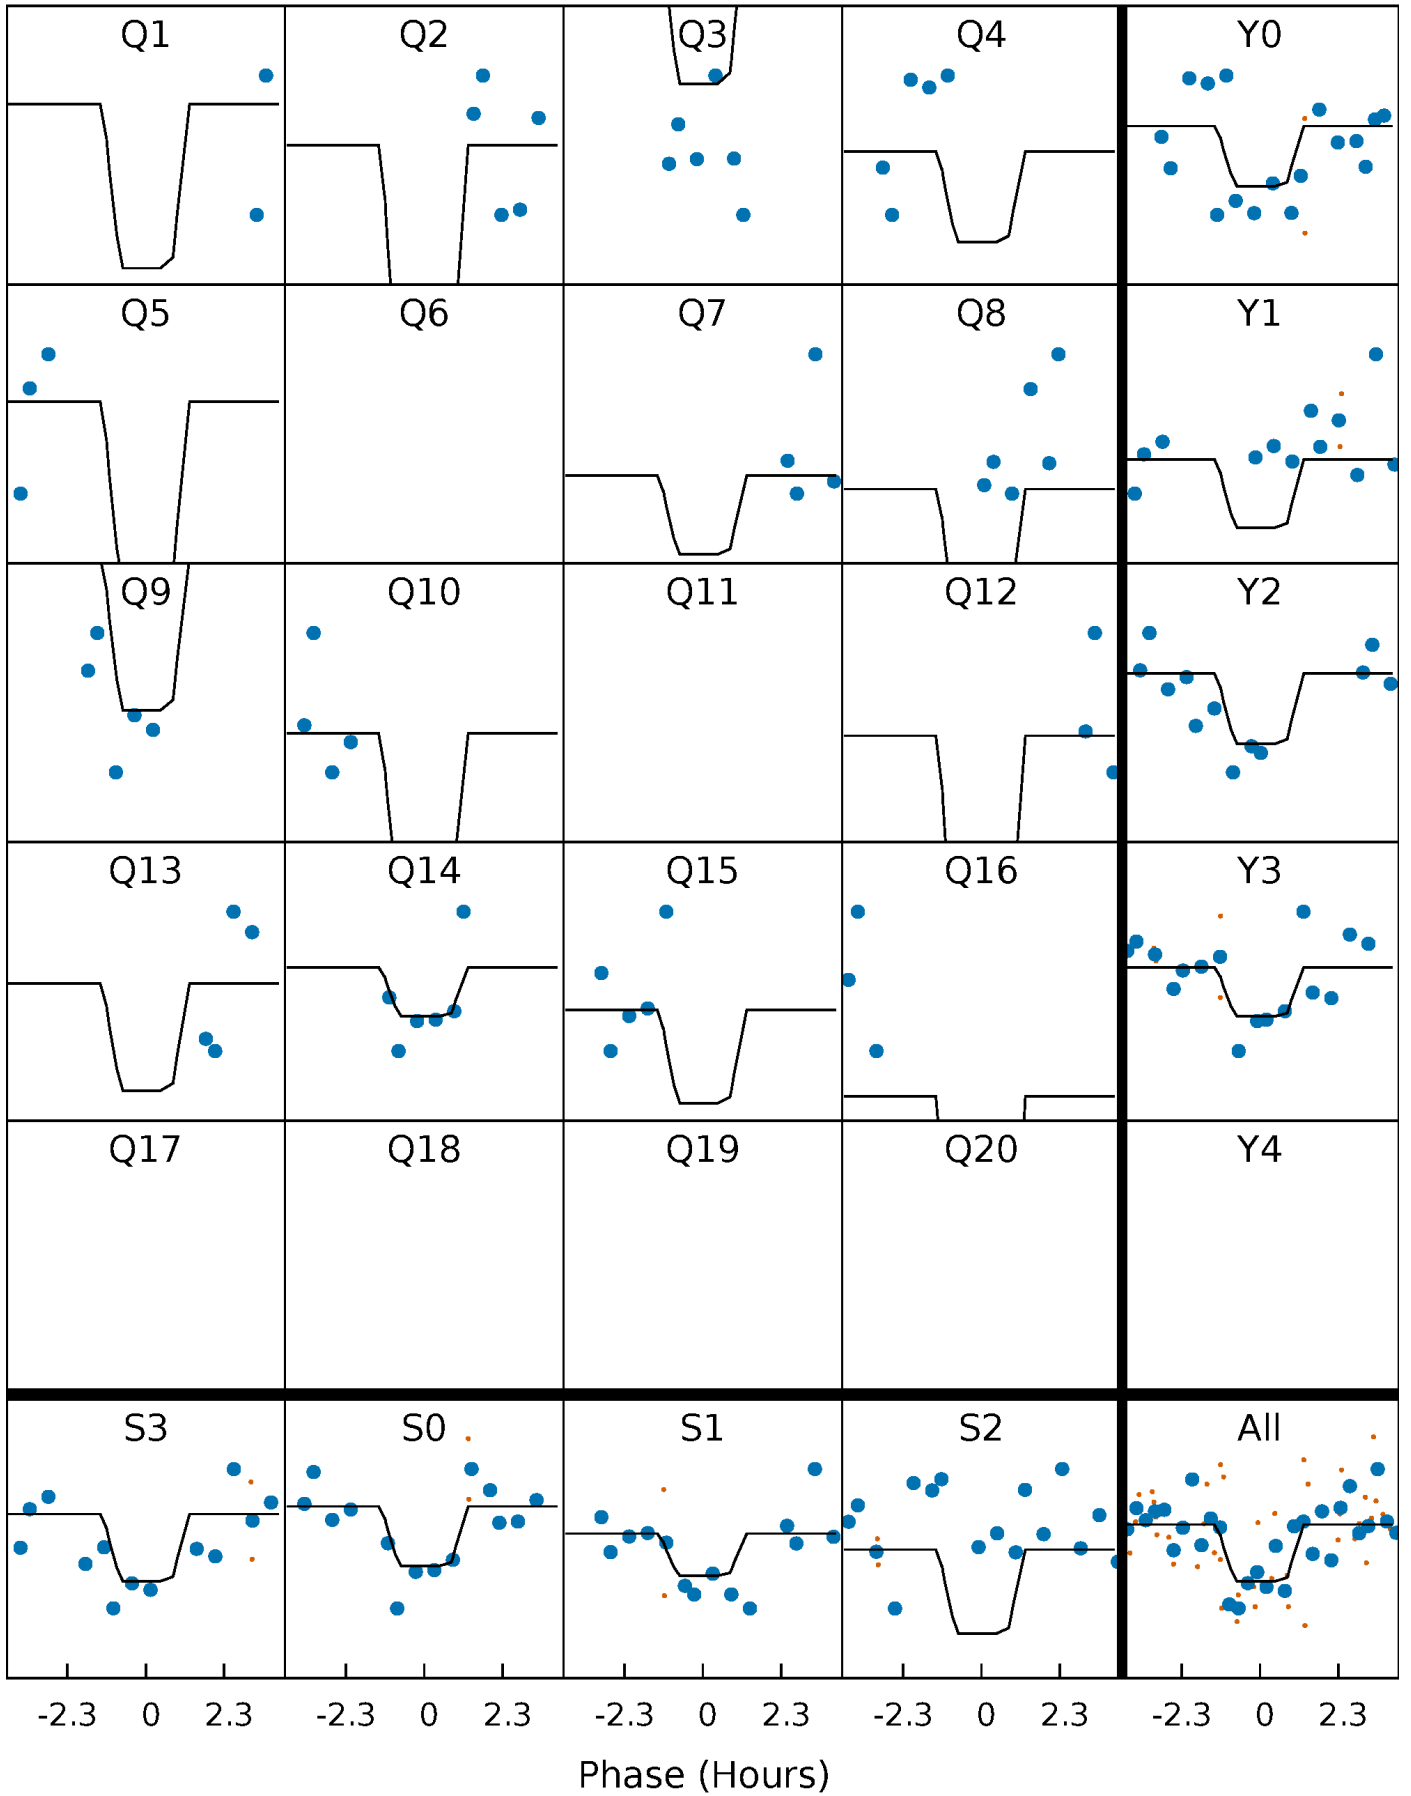 Q1 Q2 Q3 Q4 Y0
Q5 Q6 Q7 Q8 Y1
Q9 Q10 Q11 Q12 Y2
Q13 Q14 Q15 Q16 Y3
Q17 Q18 Q19 Q20 Y4
S3 S0 S1 S2 All
-2.3 0 2.3 -2.3 0 2.3 -2.3 0 2.3 -2.3 0 2.3 -2.3 0 2.3
Phase (Hours)